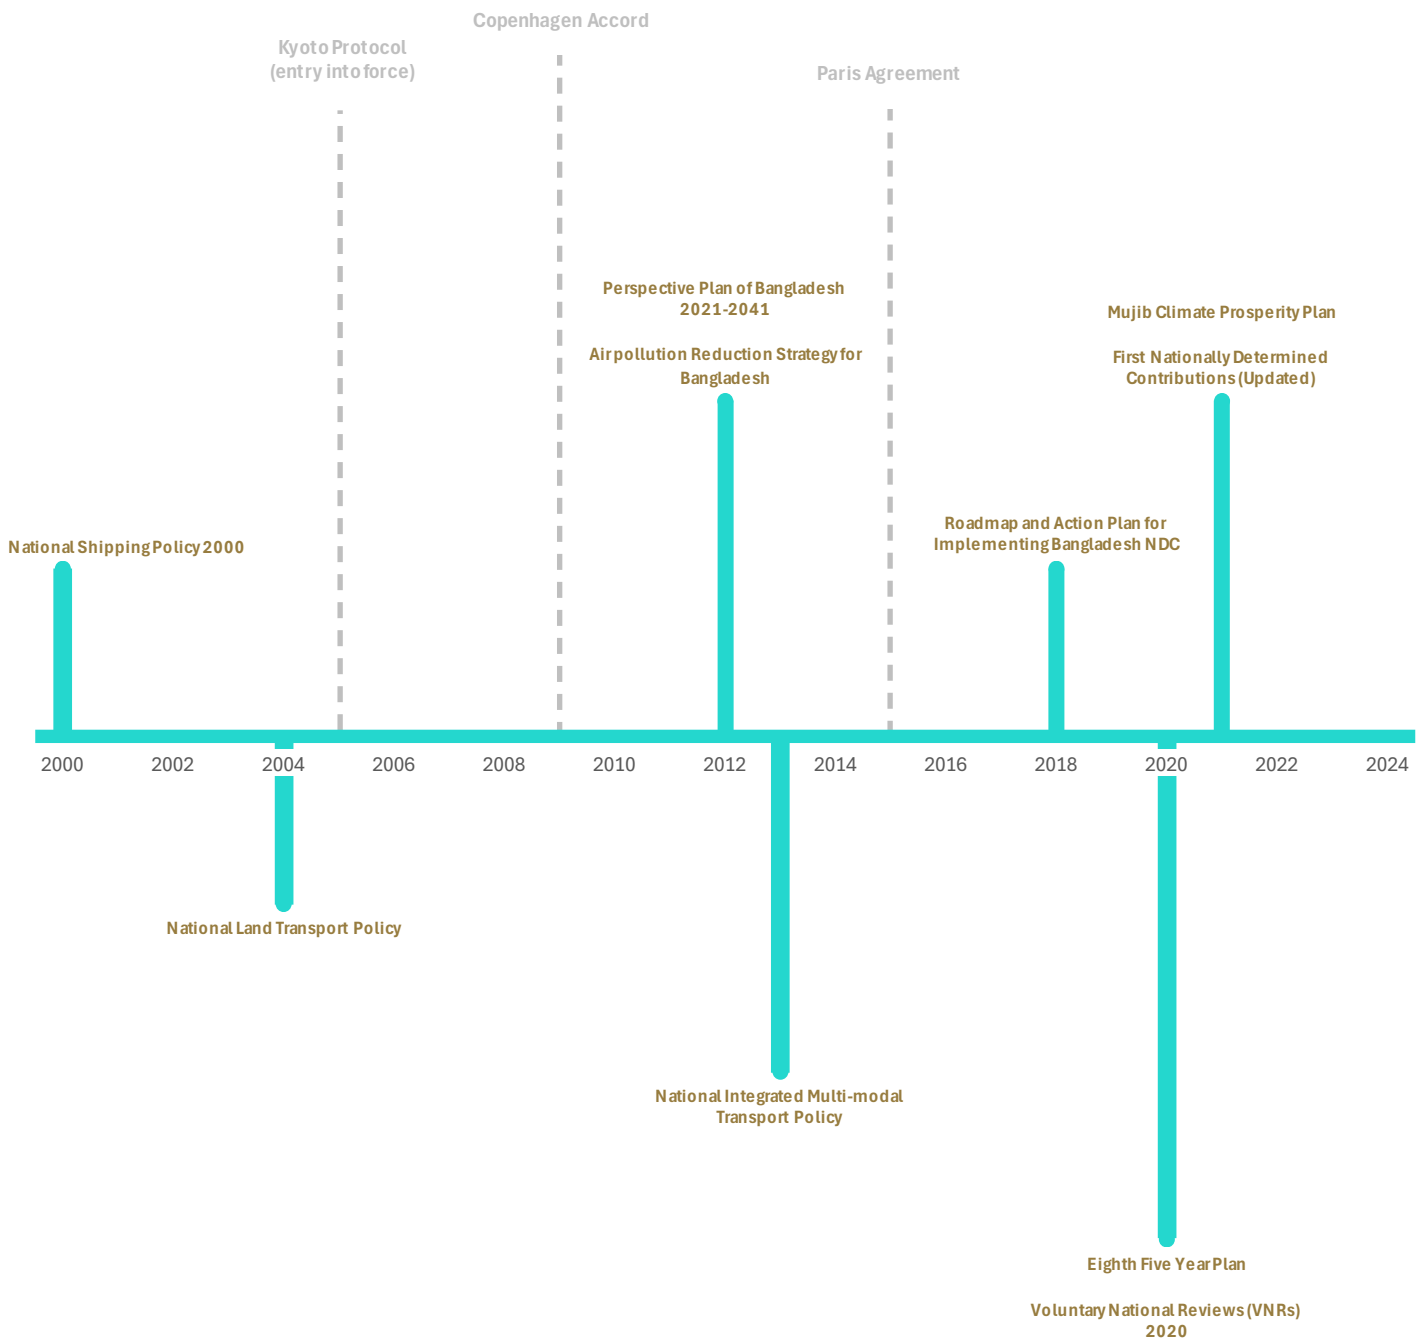 Copenhagen Accord
Kyoto Protocol
(entry into force)
Paris Agreement
Perspective Plan of Bangladesh
2021-2041
Air pollution Reduction Strategy for
Bangladesh
Mujib Climate Prosperity Plan
First Nationally Determined
Contributions (Updated)
Roadmap and Action Plan for
Implementing Bangladesh NDC
National Shipping Policy 2000
2000 2002 2004 2006 2008 2010 2012 2014 2016 2018 2020 2022 2024
National Land Transport Policy
National Integrated Multi-modal
Transport Policy
Eighth Five Year Plan
Voluntary National Reviews (VNRs)
2020